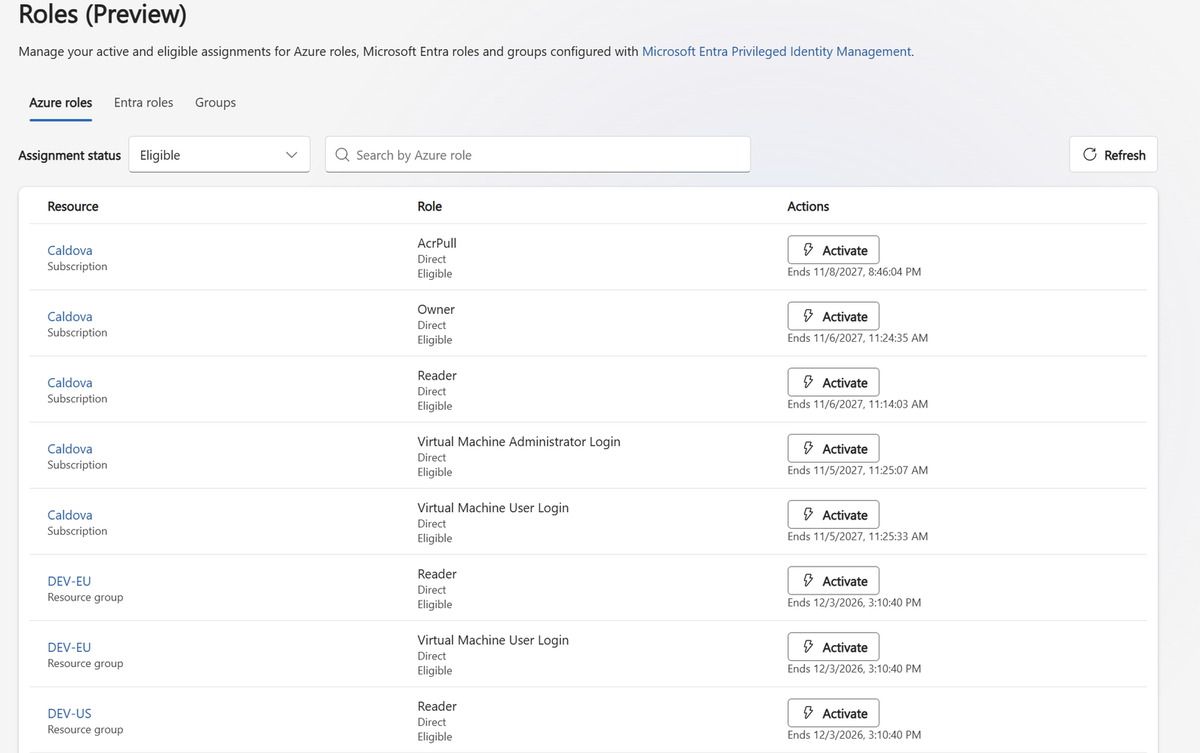 Roles (Preview)
Manage your active and eligible assignments for Azure roles, Microsoft Entra roles and groups configured with Microsoft Entra Privileged Identity Management.
Azure roles Entra roles Groups
Assignment status Eligible Search by Azure role Refresh
Resource Role Actions
Caldova
Subscription
AcrPull
Direct
Eligible
Activate
Ends 11/8/2027, 8:46:04 PM
Caldova
Subscription
Owner
Direct
Eligible
Activate
Ends 11/6/2027, 11:24:35 AM
Caldova
Subscription
Reader
Direct
Eligible
Activate
Ends 11/6/2027, 11:14:03 AM
Caldova
Subscription
Virtual Machine Administrator Login
Direct
Eligible
Activate
Ends 11/5/2027, 11:25:07 AM
Caldova
Subscription
Virtual Machine User Login
Direct
Eligible
Activate
Ends 11/5/2027, 11:25:33 AM
DEV-EU
Resource group
Reader
Direct
Eligible
Activate
Ends 12/3/2026, 3:10:40 PM
DEV-EU
Resource group
Virtual Machine User Login
Direct
Eligible
Activate
Ends 12/3/2026, 3:10:40 PM
DEV-US
Resource group
Reader
Direct
Eligible
Activate
Ends 12/3/2026, 3:10:40 PM